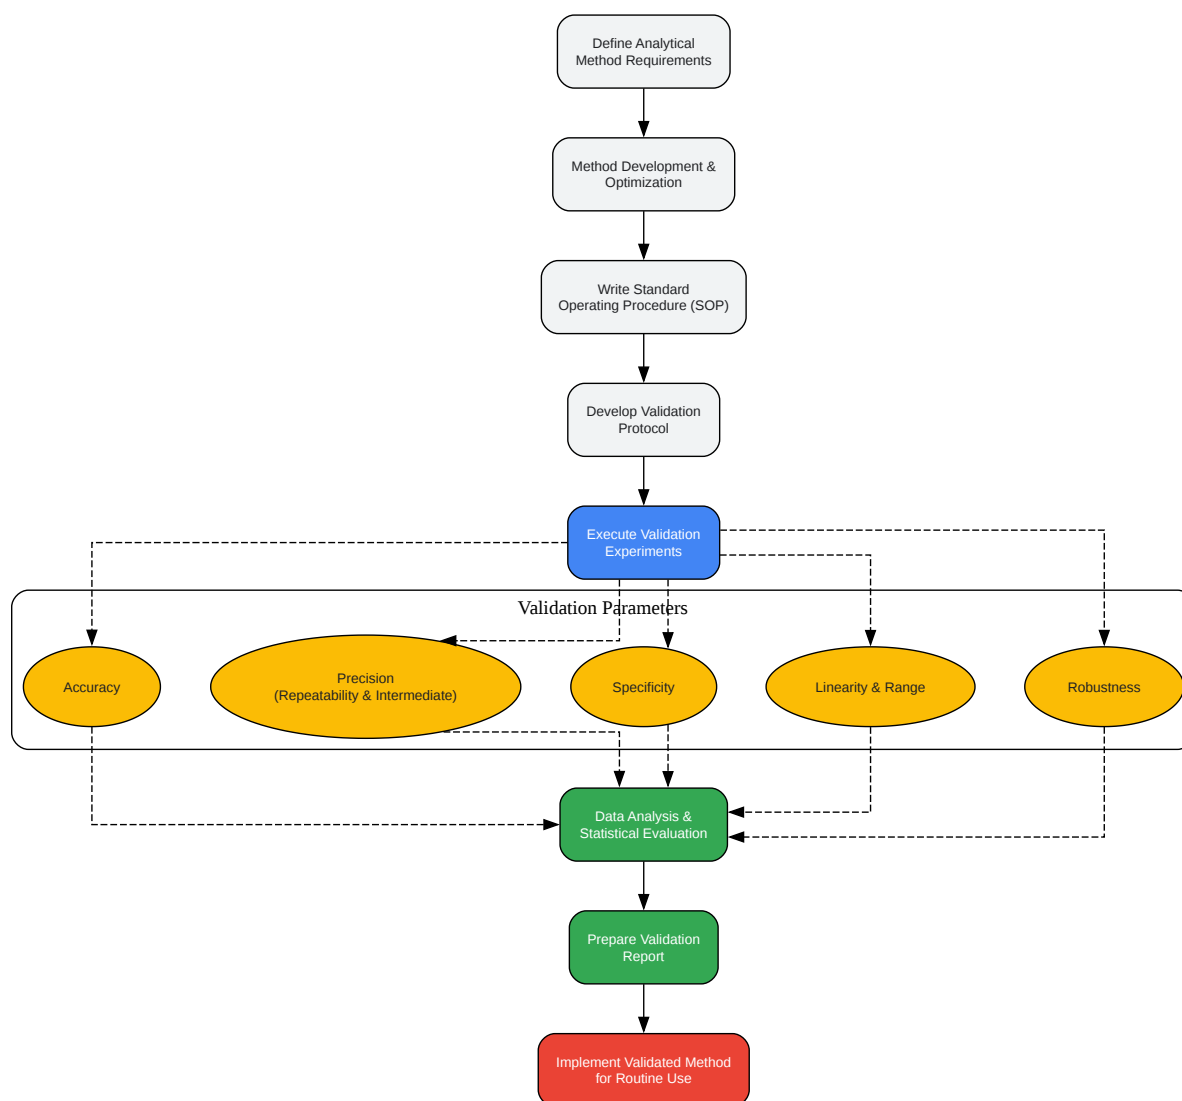 Define Analytical
Method Requirements
Method Development &
Optimization
Write Standard
Operating Procedure (SOP)
Develop Validation
Protocol
Execute Validation
Experiments
Validation Parameters
Accuracy
Precision
(Repeatability & Intermediate)
Specificity
Linearity & Range
Robustness
Data Analysis &
Statistical Evaluation
Prepare Validation
Report
Implement Validated Method
for Routine Use